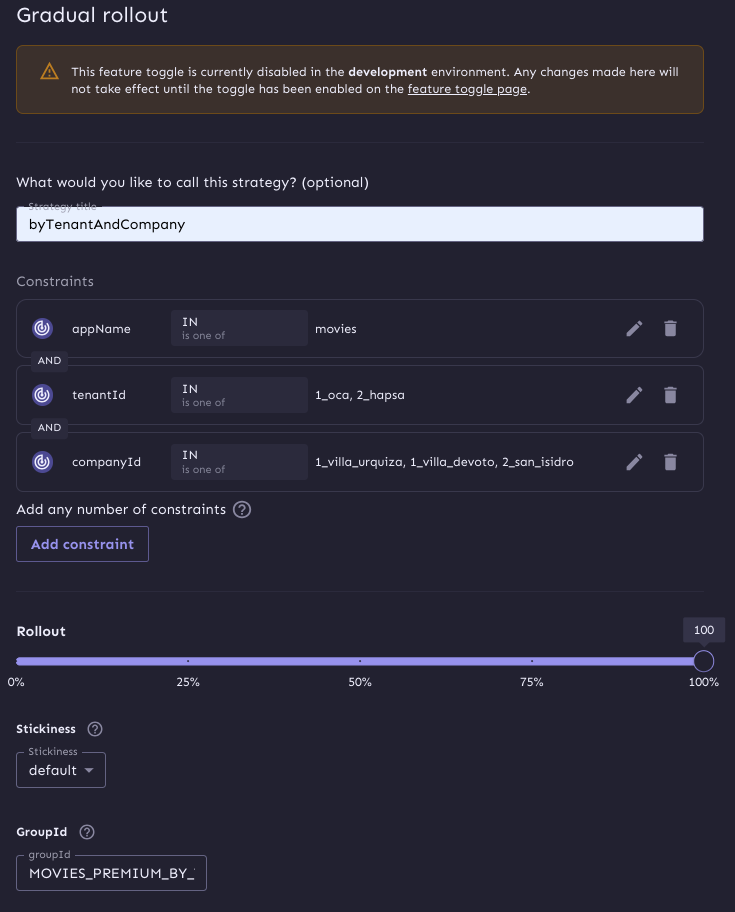 Gradual rollout
This feature toggle is currently disabled in the development environment. Any changes made here will
not take effect until the toggle has been enabled on the feature toggle page.
What would you like to call this strategy? (optional)
Strategy title
byTenantAndCompany
Constraints
appName
IN
is one of
movies
AND
tenantId
IN
is one of
1_oca, 2_hapsa
AND
companyId
IN
is one of
1_villa_urquiza, 1_villa_devoto, 2_san_isidro
Add any number of constraints
Add constraint
Rollout
100
0% 25% 50% 75% 100%
Stickiness
Stickiness
default
GroupId
groupId
MOVIES_PREMIUM_BY_